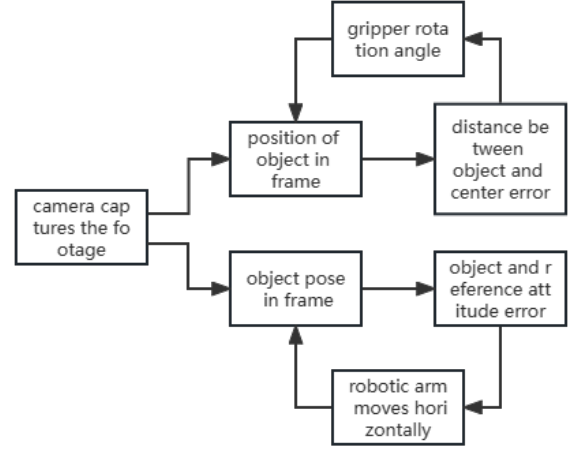 gripper rota
tion angle
position of
object in
frame
distance be
tween
object and
center error
camera cap
tures the fo
otage
object pose
in frame
object and r
eference att
itude error
robotic arm
moves hori
zontally